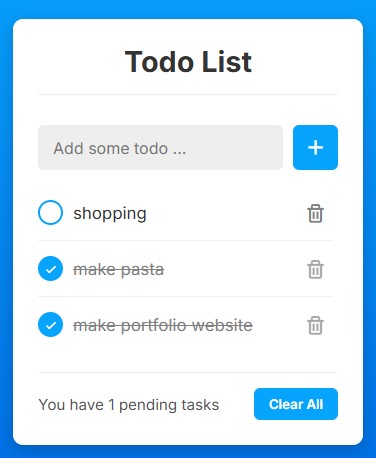 Todo List
Add some todo ...
shopping
make pasta
make portfolio website
You have 1 pending tasks
Clear All